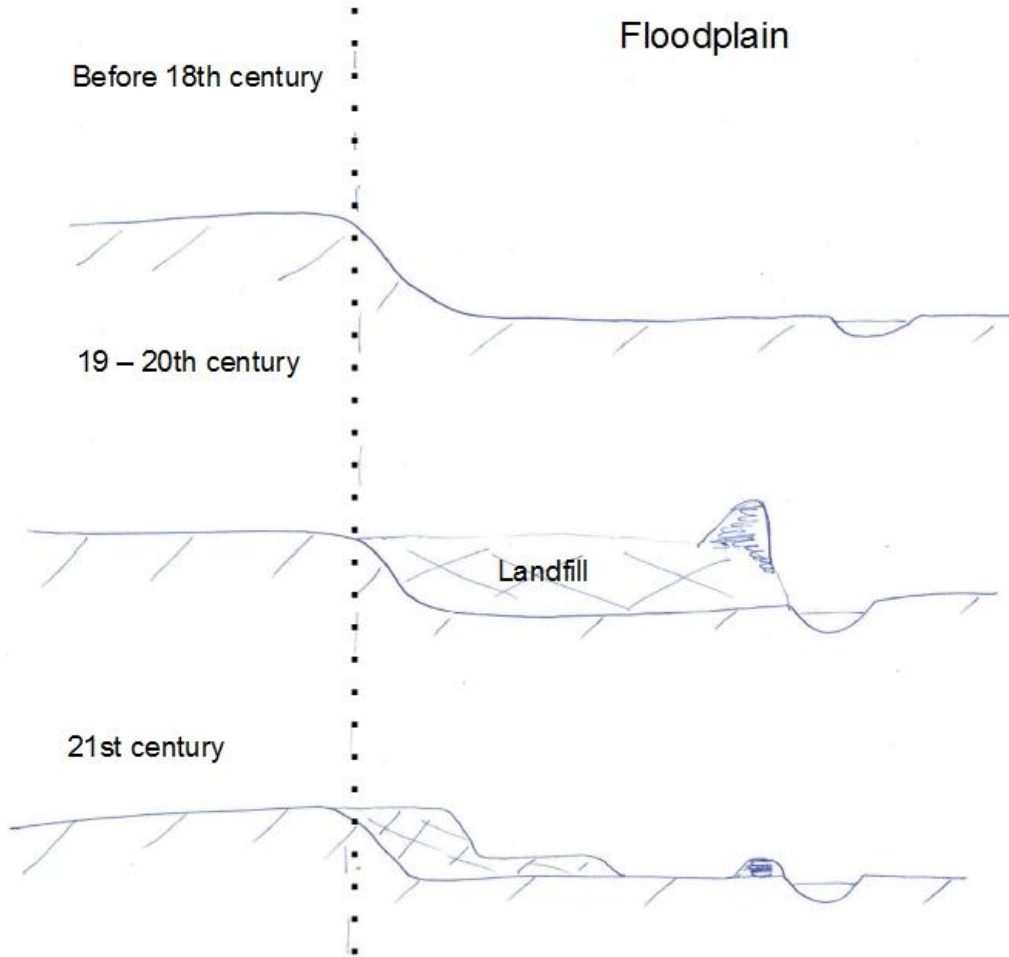 Floodplain
Before 18th century
19 – 20th century
Landfill
21st century